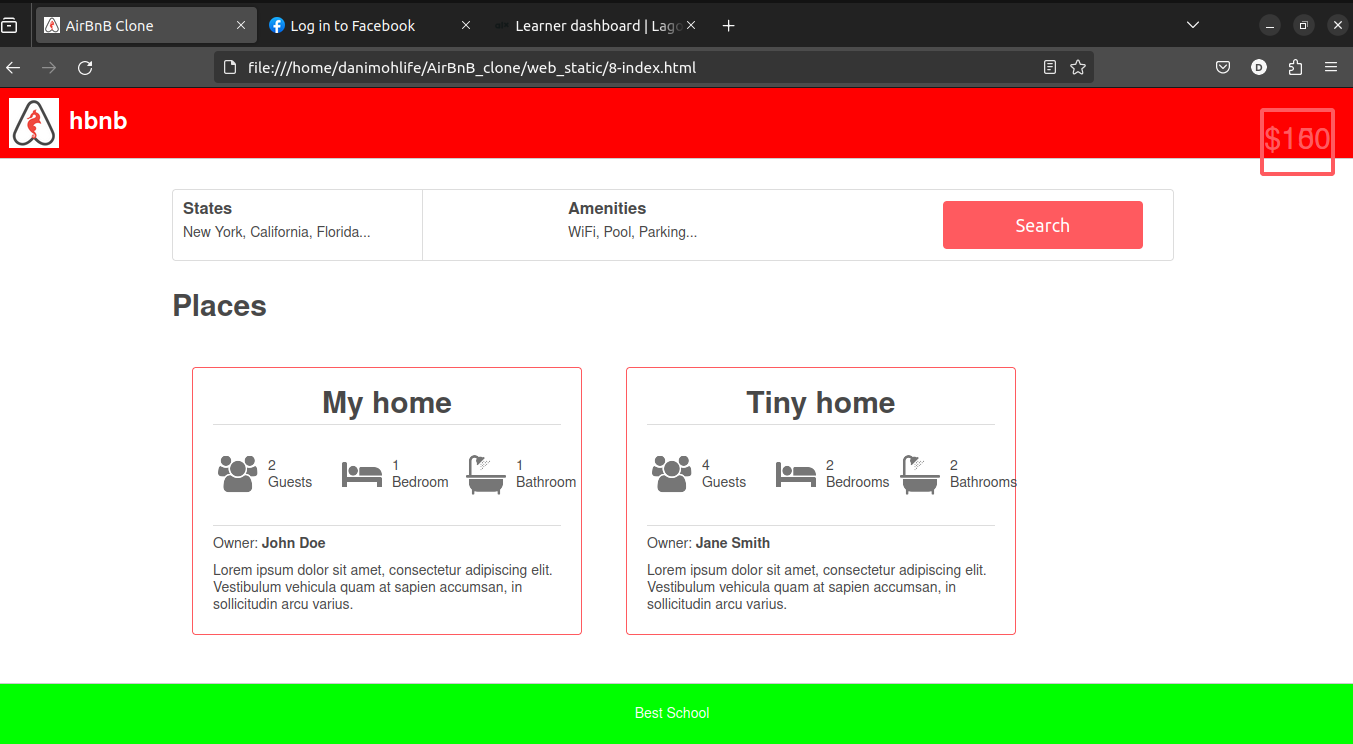 AirBnB Clone
Log in to Facebook
Learner dashboard | Lago
file:///home/danimohlife/AirBnB_clone/web_static/8-index.html
D
hbnb
States
New York, California, Florida...
Amenities
WiFi, Pool, Parking...
Search
Places
My home
2
Guests
1
Bedroom
1
Bathroom
Owner: John Doe
Lorem ipsum dolor sit amet, consectetur adipiscing elit.
Vestibulum vehicula quam at sapien accumsan, in
sollicitudin arcu varius.
Tiny home
4
Guests
2
Bedrooms
2
Bathrooms
Owner: Jane Smith
Lorem ipsum dolor sit amet, consectetur adipiscing elit.
Vestibulum vehicula quam at sapien accumsan, in
sollicitudin arcu varius.
Best School